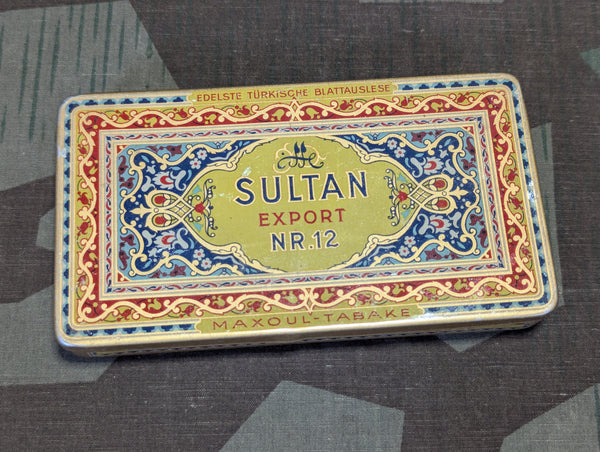 EDELSTE TÜRKISCHE BLATTAUSLESE
SULTAN
EXPORT
NR.12
MAXOUL-TABAKE